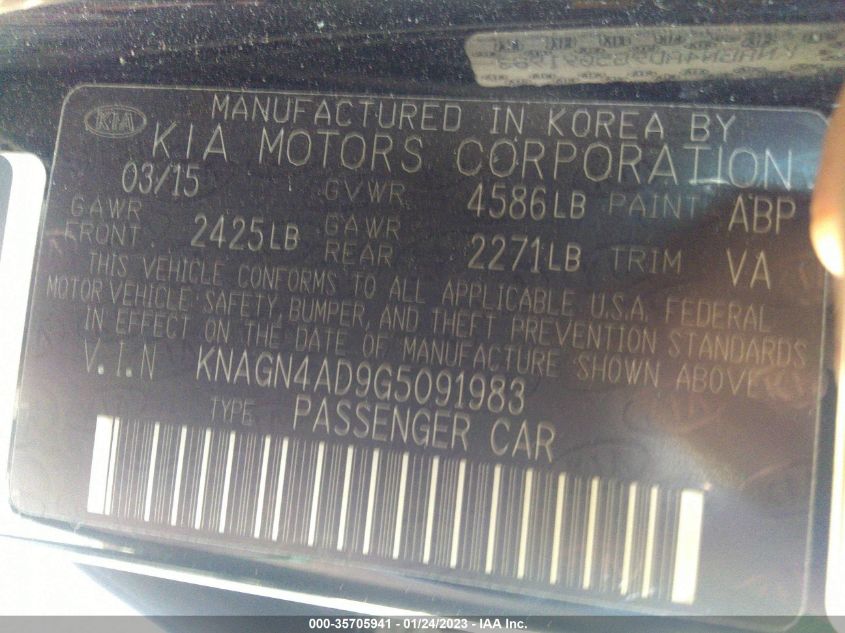 KIA
MANUFACTURED IN KOREA BY
KIA MOTORS CORPORATION
03/15 GVWR 4586LB PAINT ABP
GAWR FRONT 2425LB GAWR REAR 2271LB TRIM VA
THIS VEHICLE CONFORMS TO ALL APPLICABLE U.S.A. FEDERAL
MOTOR VEHICLE SAFETY, BUMPER, AND THEFT PREVENTION STANDARDS
IN EFFECT ON THE DATE OF MANUFACTURE SHOWN ABOVE.
V.I.N KNAGN4AD9G5091983
TYPE PASSENGER CAR
000-35705941 - 01/24/2023 - IAA Inc.